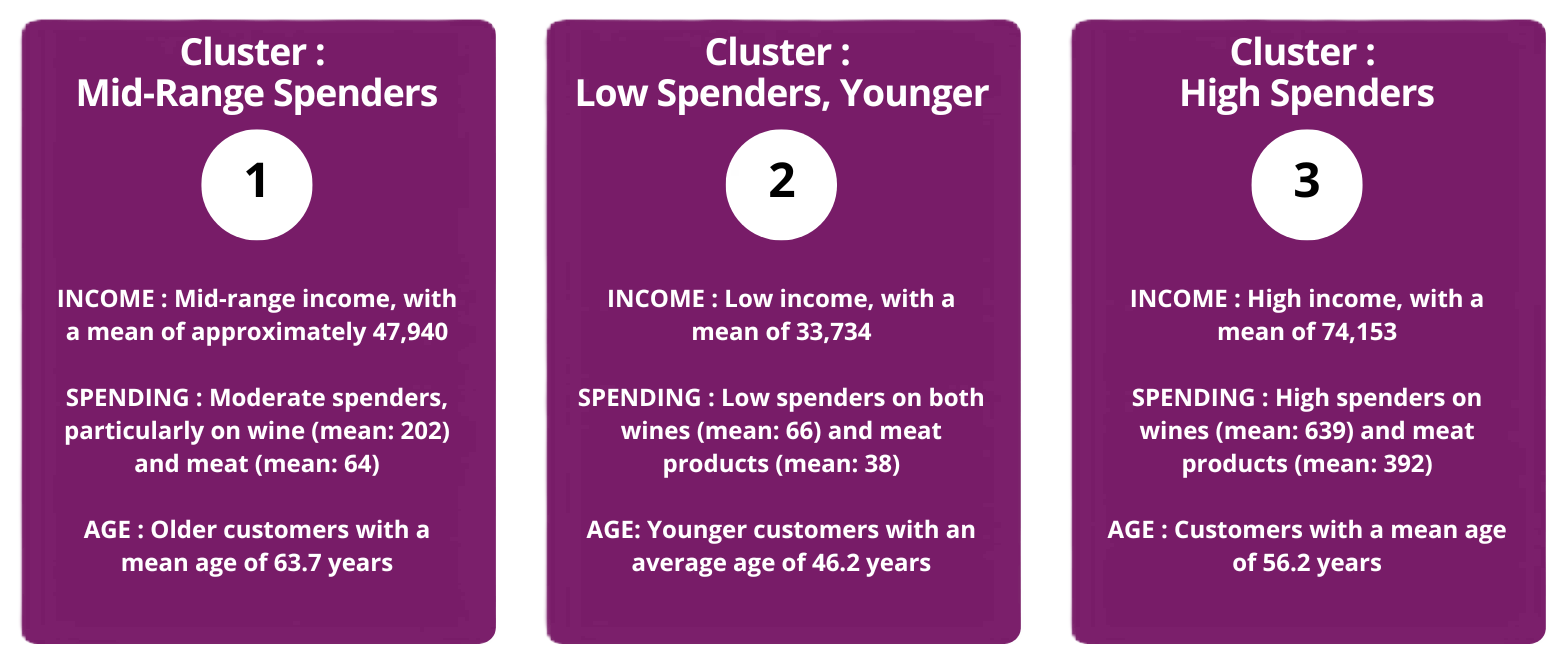 Cluster :
Mid-Range Spenders
1
INCOME : Mid-range income, with
a mean of approximately 47,940
SPENDING : Moderate spenders,
particularly on wine (mean: 202)
and meat (mean: 64)
AGE : Older customers with a
mean age of 63.7 years
Cluster :
Low Spenders, Younger
2
INCOME : Low income, with a
mean of 33,734
SPENDING : Low spenders on both
wines (mean: 66) and meat
products (mean: 38)
AGE: Younger customers with an
average age of 46.2 years
Cluster :
High Spenders
3
INCOME : High income, with a
mean of 74,153
SPENDING : High spenders on
wines (mean: 639) and meat
products (mean: 392)
AGE : Customers with a mean age
of 56.2 years